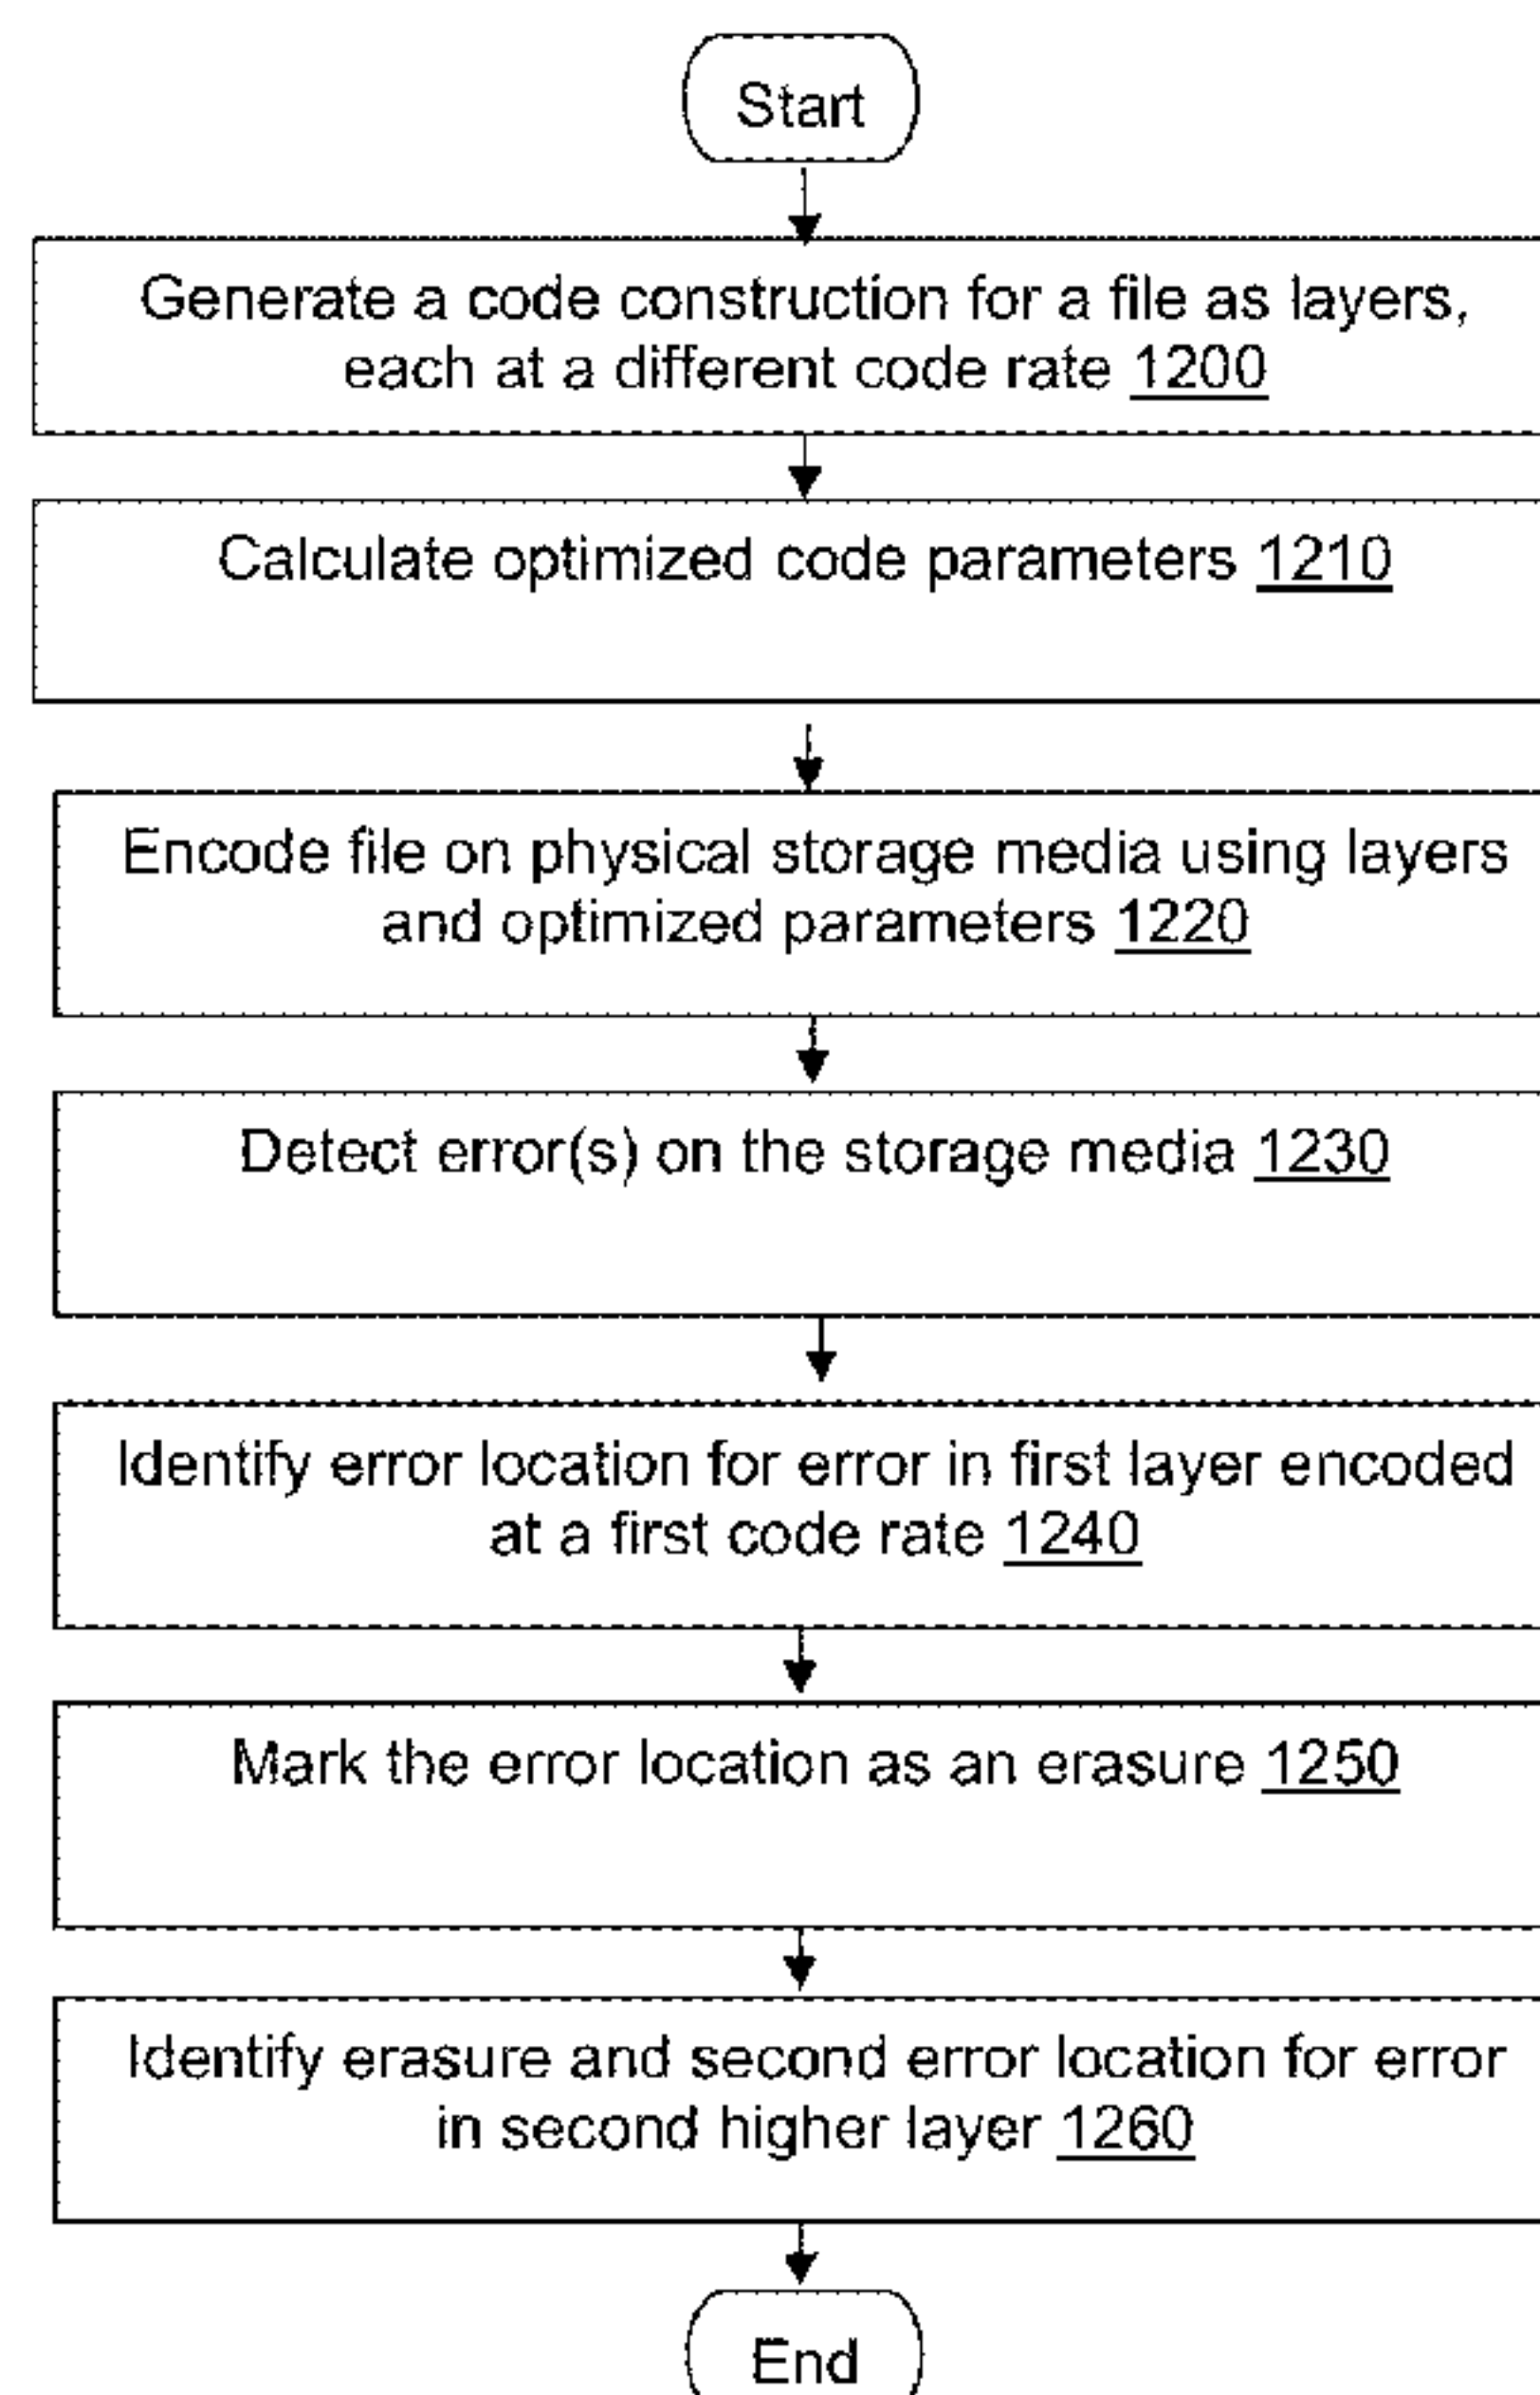 Start
Generate a code construction for a file as layers,
each at a different code rate 1200
Calculate optimized code parameters 1210
Encode file on physical storage media using layers
and optimized parameters 1220
Detect error(s) on the storage media 1230
Identify error location for error in first layer encoded
at a first code rate 1240
Mark the error location as an erasure 1250
Identify erasure and second error location for error
in second higher layer 1260
End